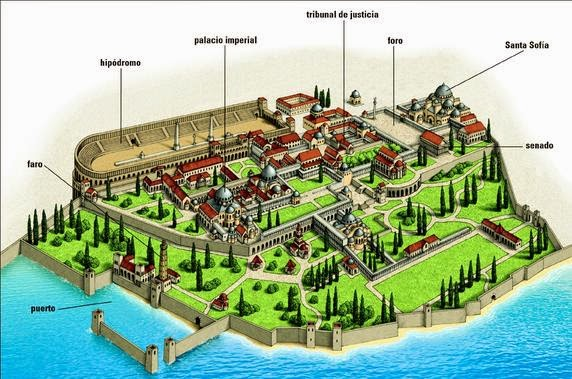 tribunal de justicia
palacio imperial
foro
Santa Sofía
hipódromo
senado
faro
puerto